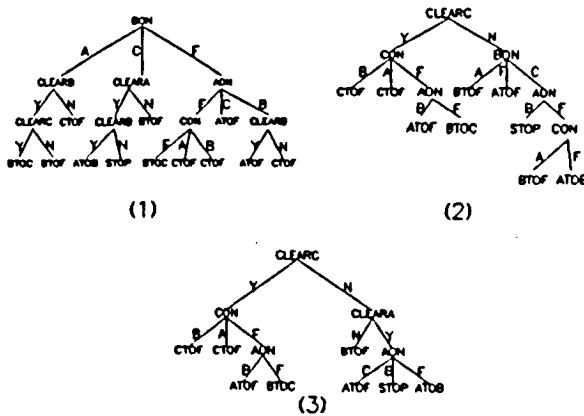 BON
A C F
CLEARB CLEARA AON
Y N Y N F C B
CLEARC CTOF CLEARB BTOF CON ATOF CLEARB
Y N Y N F A B Y N
BTOC BTOF ATOB STOP BTOC CTOF CTOF ATOF CTOF
(1)
CLEARC
Y N
CON BON
B A F A F C
CTOF CTOF AON BTOF ATOF AON
B F B F
ATOF BTOC STOP CON
A F
BTOF ATOB
(2)
CLEARC
Y N
CON CLEARA
B A F N Y
CTOF CTOF AON BTOF AON
B F C B F
ATOF BTOC ATOF STOP ATOB
(3)